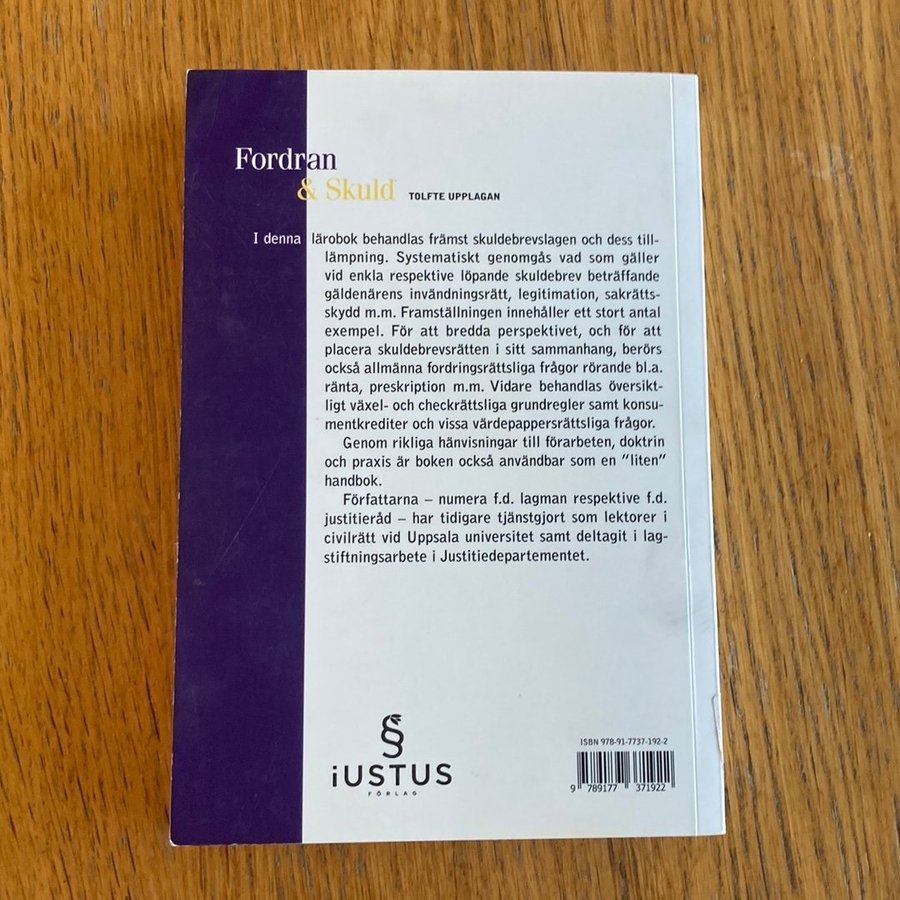 Fordran
& Skuld TOLFTE UPPLAGAN
I denna lärobok behandlas främst skuldebrevslagen och dess till-
lämpning. Systematiskt genomgås vad som gäller
vid enkla respektive löpande skuldebrev beträffande
gäldenärens invändningsrätt, legitimation, sakrätts-
skydd m.m. Framställningen innehåller ett stort antal
exempel. För att bredda perspektivet, och för att
placera skuldebrevsrätten i sitt sammanhang, berörs
också allmänna fordringsrättsliga frågor rörande bl.a.
ränta, preskription m.m. Vidare behandlas översikt-
ligt växel- och checkrättsliga grundregler samt konsu-
mentkrediter och vissa värdepappersrättsliga frågor.
Genom rikliga hänvisningar till förarbeten, doktrin
och praxis är boken också användbar som en "liten"
handbok.
Författarna – numera f.d. lagman respektive f.d.
justitieråd – har tidigare tjänstgjort som lektorer i
civilrätt vid Uppsala universitet samt deltagit i lag-
stiftningsarbete i Justitiedepartementet.
iUSTUS
FÖRLAG
ISBN 978-91-7737-192-2
9 789177 371922